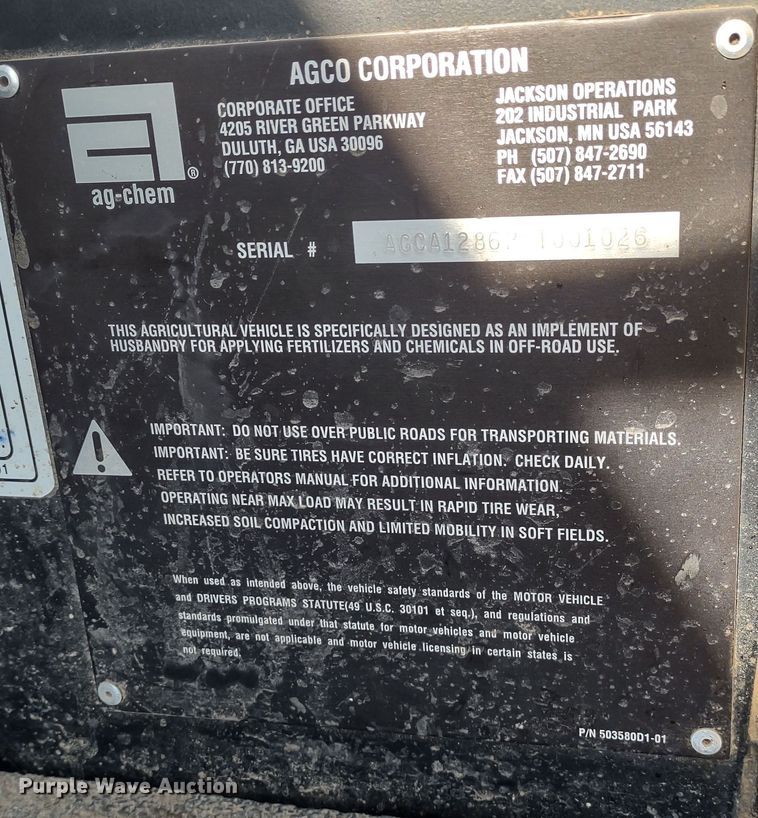 AGCO CORPORATION
CORPORATE OFFICE
4205 RIVER GREEN PARKWAY
DULUTH, GA USA 30096
(770) 813-9200
JACKSON OPERATIONS
202 INDUSTRIAL PARK
JACKSON, MN USA 56143
PH (507) 847-2690
FAX (507) 847-2711
®
ag-chem
SERIAL #
THIS AGRICULTURAL VEHICLE IS SPECIFICALLY DESIGNED AS AN IMPLEMENT OF
HUSBANDRY FOR APPLYING FERTILIZERS AND CHEMICALS IN OFF-ROAD USE.
IMPORTANT: DO NOT USE OVER PUBLIC ROADS FOR TRANSPORTING MATERIALS.
IMPORTANT: BE SURE TIRES HAVE CORRECT INFLATION. CHECK DAILY.
REFER TO OPERATORS MANUAL FOR ADDITIONAL INFORMATION.
OPERATING NEAR MAX LOAD MAY RESULT IN RAPID TIRE WEAR,
INCREASED SOIL COMPACTION AND LIMITED MOBILITY IN SOFT FIELDS.
When used as intended above, the vehicle safety standards of the MOTOR VEHICLE
and DRIVERS PROGRAMS STATUTE(49 U.S.C. 30101 et seq.), and regulations and
standards promulgated under that statute for motor vehicles and motor vehicle
equipment, are not applicable and motor vehicle licensing in certain states is
not required.
P/N 503580D1-01
Purple Wave Auction